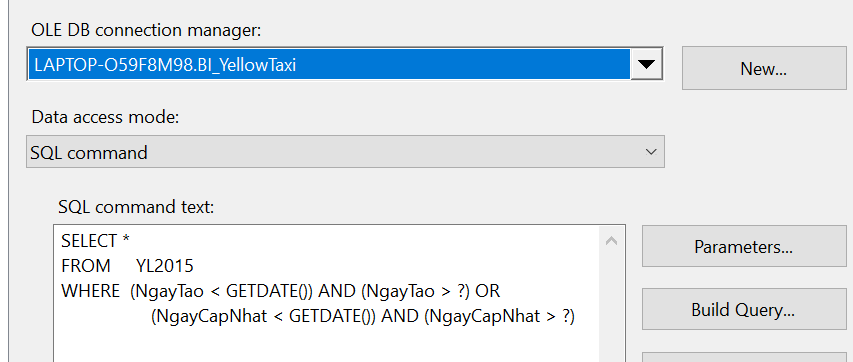 OLE DB connection manager:
LAPTOP-O59F8M98.BI_YellowTaxi
New...
Data access mode:
SQL command
SQL command text:
SELECT *
FROM YL2015
WHERE (NgayTao < GETDATE()) AND (NgayTao > ?) OR
(NgayCapNhat < GETDATE()) AND (NgayCapNhat > ?)
Parameters...
Build Query...